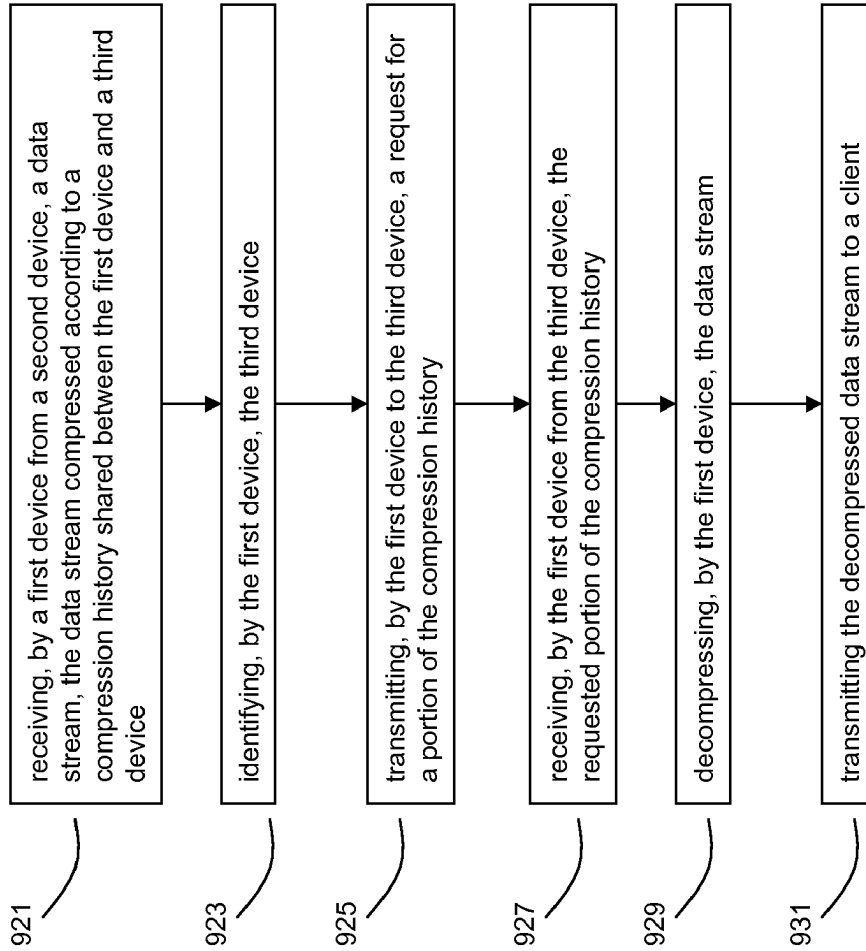 921
receiving, by a first device from a second device, a data
stream, the data stream compressed according to a
compression history shared between the first device and a third
device
923
identifying, by the first device, the third device
925
transmitting, by the first device to the third device, a request for
a portion of the compression history
927
receiving, by the first device from the third device, the
requested portion of the compression history
929
decompressing, by the first device, the data stream
931
transmitting the decompressed data stream to a client